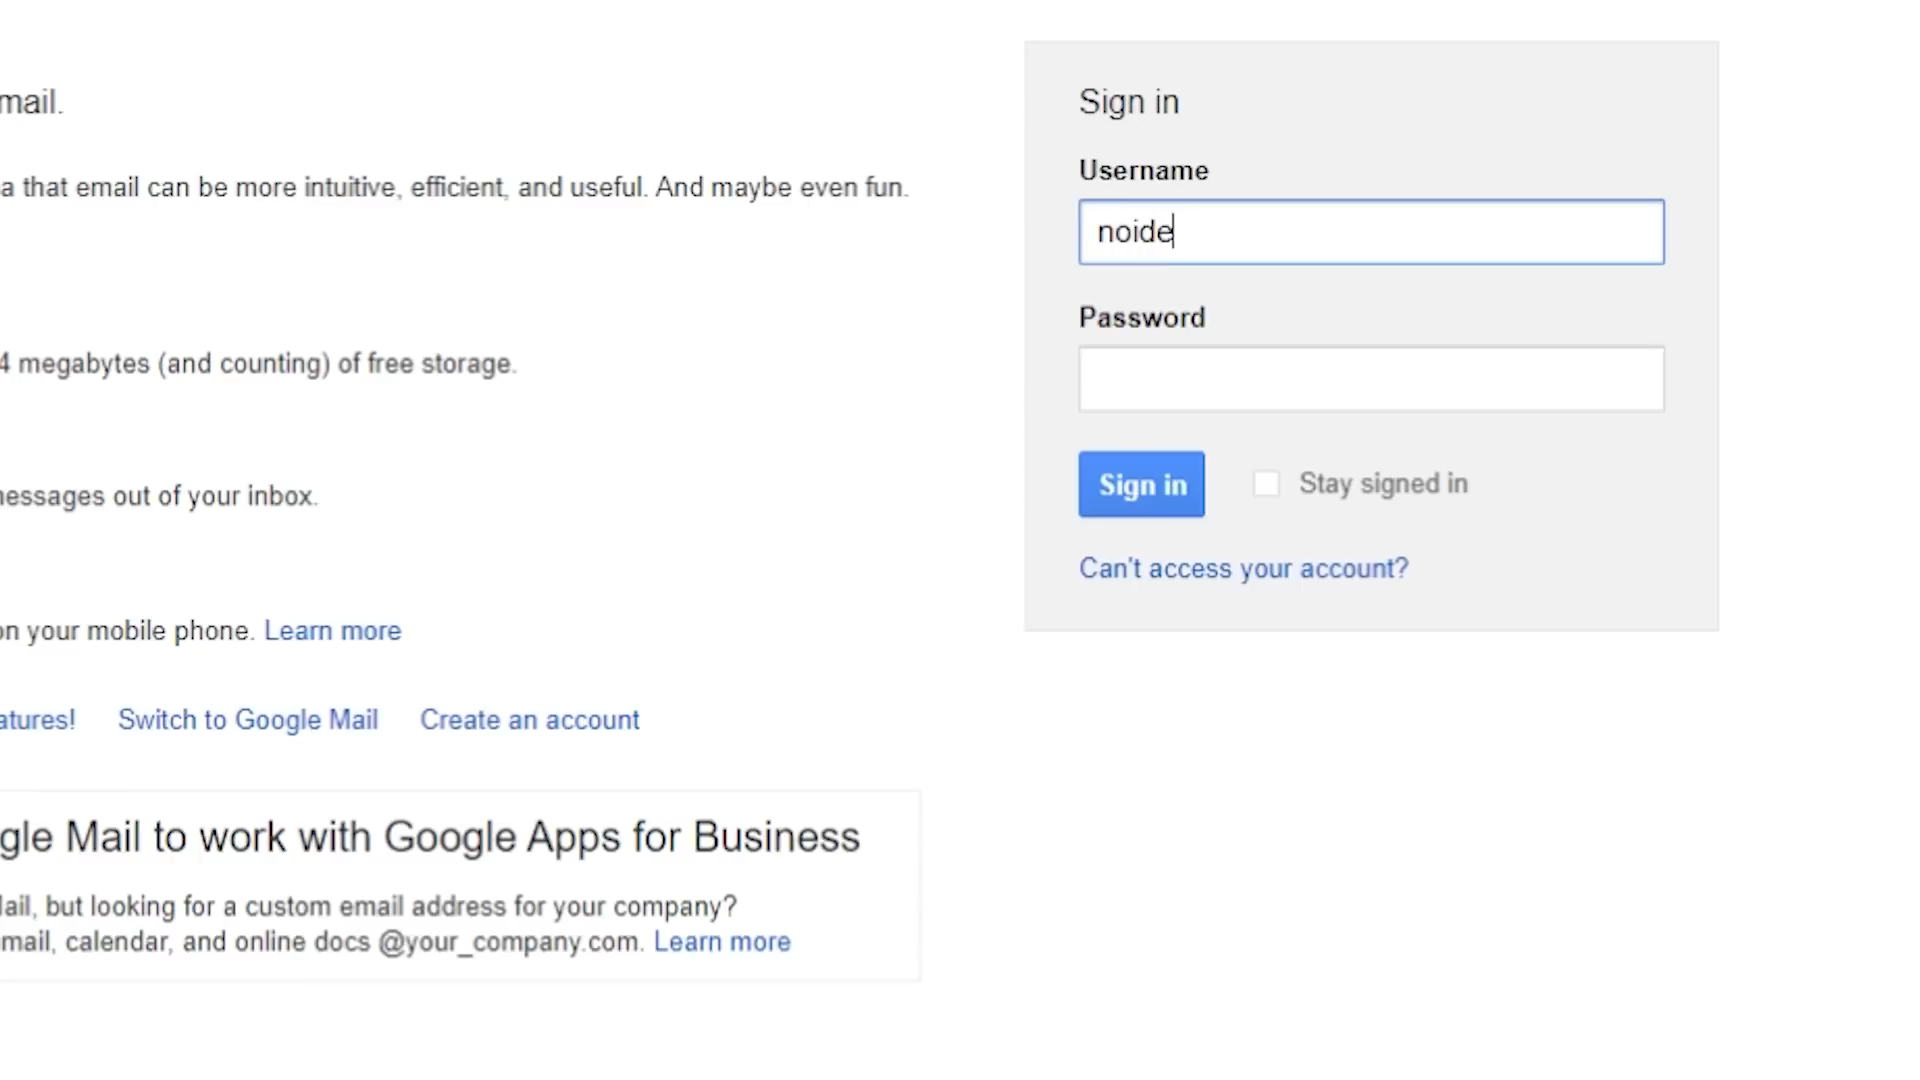 mail.
a that email can be more intuitive, efficient, and useful. And maybe even fun.
4 megabytes (and counting) of free storage.
essages out of your inbox.
on your mobile phone. Learn more
atures! Switch to Google Mail Create an account
gle Mail to work with Google Apps for Business
ail, but looking for a custom email address for your company?
mail, calendar, and online docs @your_company.com. Learn more
Sign in
Username
noide
Password
Sign in Stay signed in
Can't access your account?